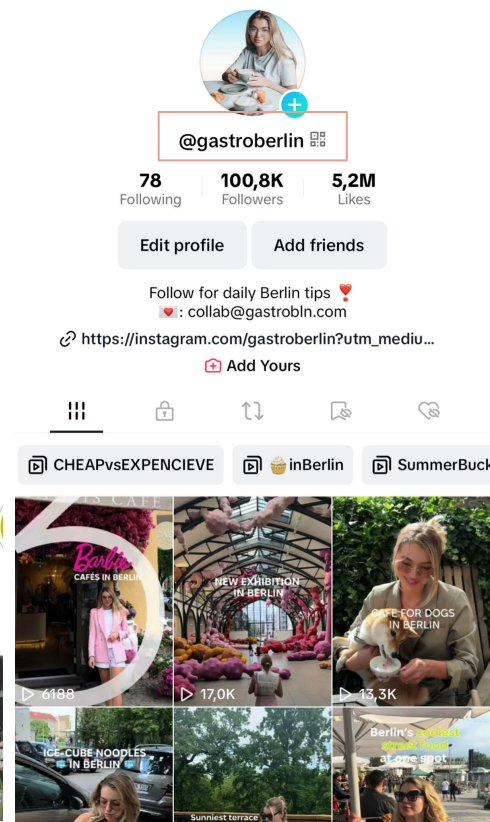 @gastroberlin
78 100,8K 5,2M
Following Followers Likes
Edit profile Add friends
Follow for daily Berlin tips ❣️
💌: collab@gastrobln.com
https://instagram.com/gastroberlin?utm_mediu...
Add Yours
CHEAPvsEXPENCIEVE 🧁inBerlin SummerBuck
CAFE
Barbie
CAFÉS IN BERLIN
6188
NEW EXHIBITION
IN BERLIN
17,0K
CAFE FOR DOGS
IN BERLIN
13,3K
ICE-CUBE NOODLES
🧊IN BERLIN🧊
Sunniest terrace
Berlin's coolest
street food
at one spot